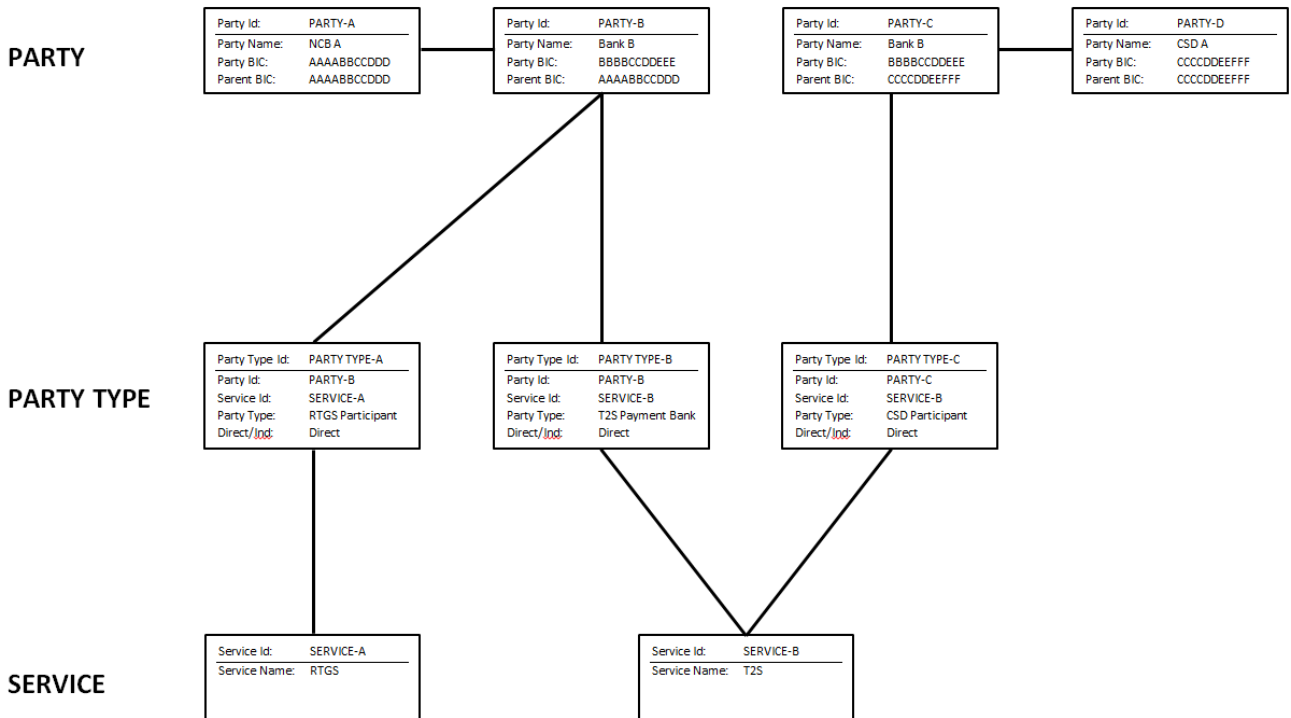 PARTY
Party Id: PARTY-A
Party Name: NCB A
Party BIC: AAAABBCCDDD
Parent BIC: AAAABBCCDDD
Party Id: PARTY-B
Party Name: Bank B
Party BIC: BBBBCCDDEEE
Parent BIC: AAAABBCCDDD
Party Id: PARTY-C
Party Name: Bank B
Party BIC: BBBBCCDDEEE
Parent BIC: CCCCDDEEFFF
Party Id: PARTY-D
Party Name: CSD A
Party BIC: CCCCDDEEFFF
Parent BIC: CCCCDDEEFFF
PARTY TYPE
Party Type Id: PARTY TYPE-A
Party Id: PARTY-B
Service Id: SERVICE-A
Party Type: RTGS Participant
Direct/Ind: Direct
Party Type Id: PARTY TYPE-B
Party Id: PARTY-B
Service Id: SERVICE-B
Party Type: T2S Payment Bank
Direct/Ind: Direct
Party Type Id: PARTY TYPE-C
Party Id: PARTY-C
Service Id: SERVICE-B
Party Type: CSD Participant
Direct/Ind: Direct
SERVICE
Service Id: SERVICE-A
Service Name: RTGS
Service Id: SERVICE-B
Service Name: T2S